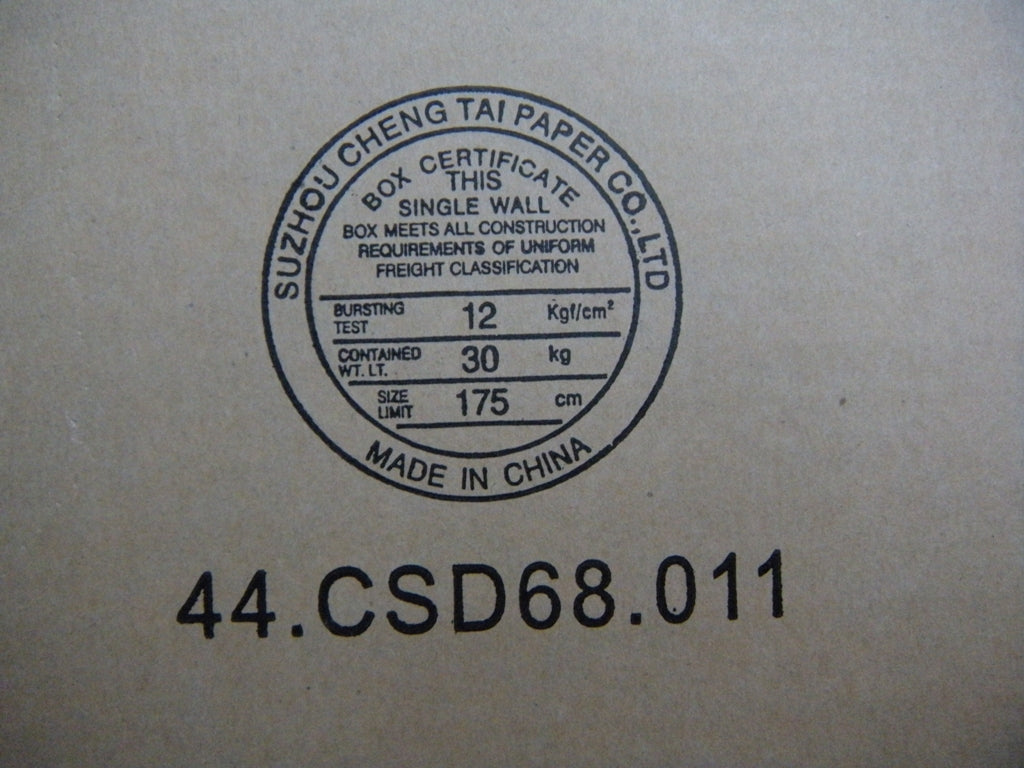 SUZHOU CHENG TAI PAPER CO.,LTD
BOX CERTIFICATE
THIS
SINGLE WALL
BOX MEETS ALL CONSTRUCTION
REQUIREMENTS OF UNIFORM
FREIGHT CLASSIFICATION
BURSTING TEST 12 Kgf/cm²
CONTAINED WT. LT. 30 kg
SIZE LIMIT 175 cm
MADE IN CHINA
44.CSD68.011